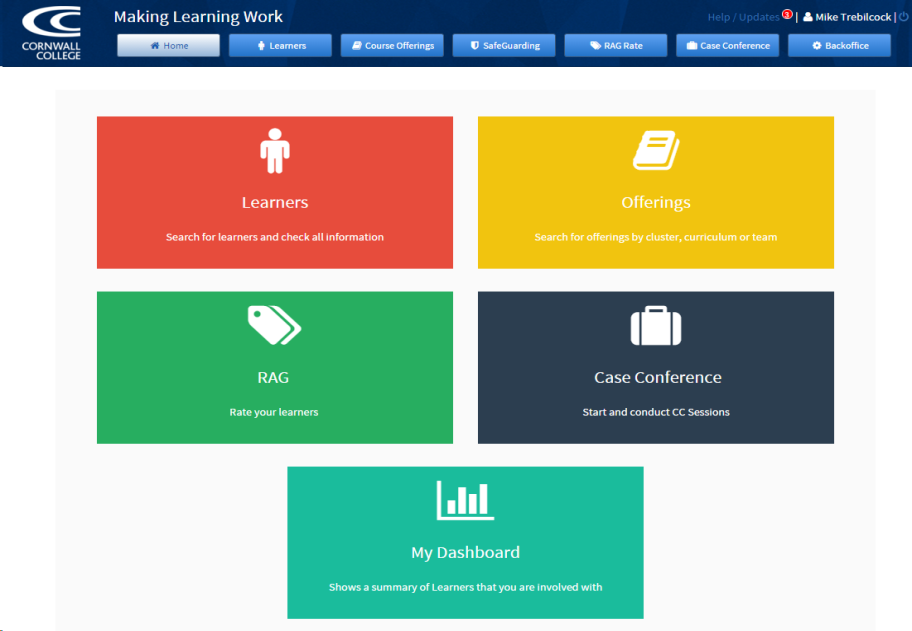 Making Learning Work
Help / Updates 3 | Mike Trebilcock |
CORNWALL
COLLEGE
Home
Learners
Course Offerings
SafeGuarding
RAG Rate
Case Conference
Backoffice
Learners
Search for learners and check all information
Offerings
Search for offerings by cluster, curriculum or team
RAG
Rate your learners
Case Conference
Start and conduct CC Sessions
My Dashboard
Shows a summary of Learners that you are involved with